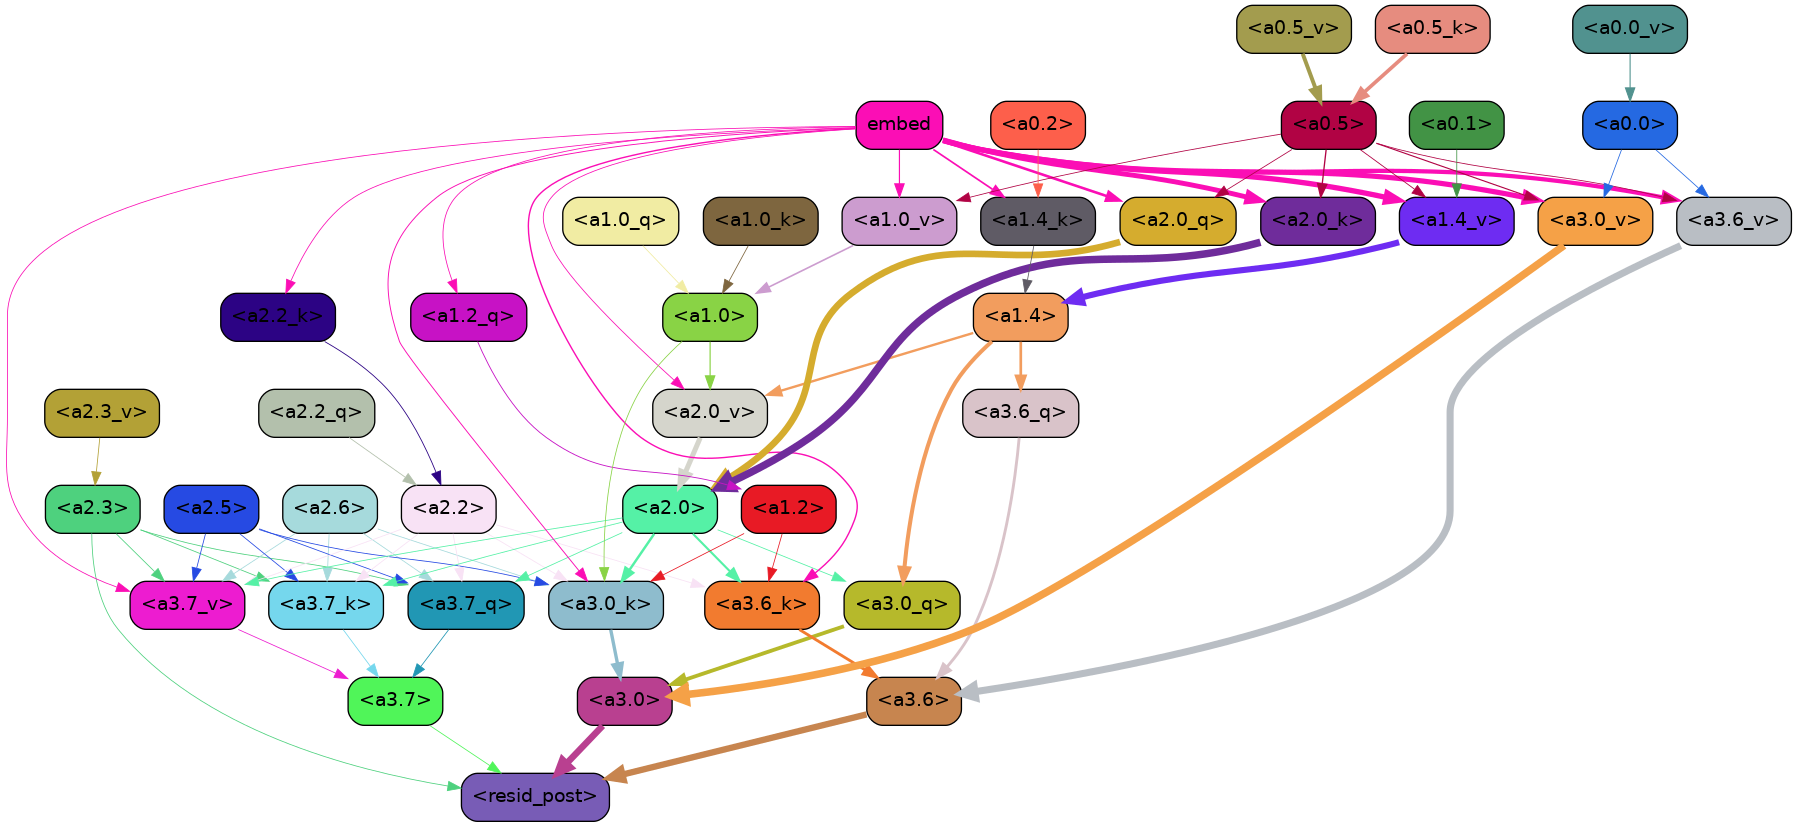 <a0.5_v>
<a0.5_k>
<a0.0_v>
embed
<a0.2>
<a0.5>
<a0.1>
<a0.0>
<a1.0_q>
<a1.0_k>
<a1.0_v>
<a1.4_k>
<a2.0_q>
<a2.0_k>
<a1.4_v>
<a3.0_v>
<a3.6_v>
<a2.2_k>
<a1.2_q>
<a1.0>
<a1.4>
<a2.3_v>
<a2.2_q>
<a2.0_v>
<a3.6_q>
<a2.3>
<a2.5>
<a2.6>
<a2.2>
<a2.0>
<a1.2>
<a3.7_v>
<a3.7_k>
<a3.7_q>
<a3.0_k>
<a3.6_k>
<a3.0_q>
<a3.7>
<a3.0>
<a3.6>
<resid_post>